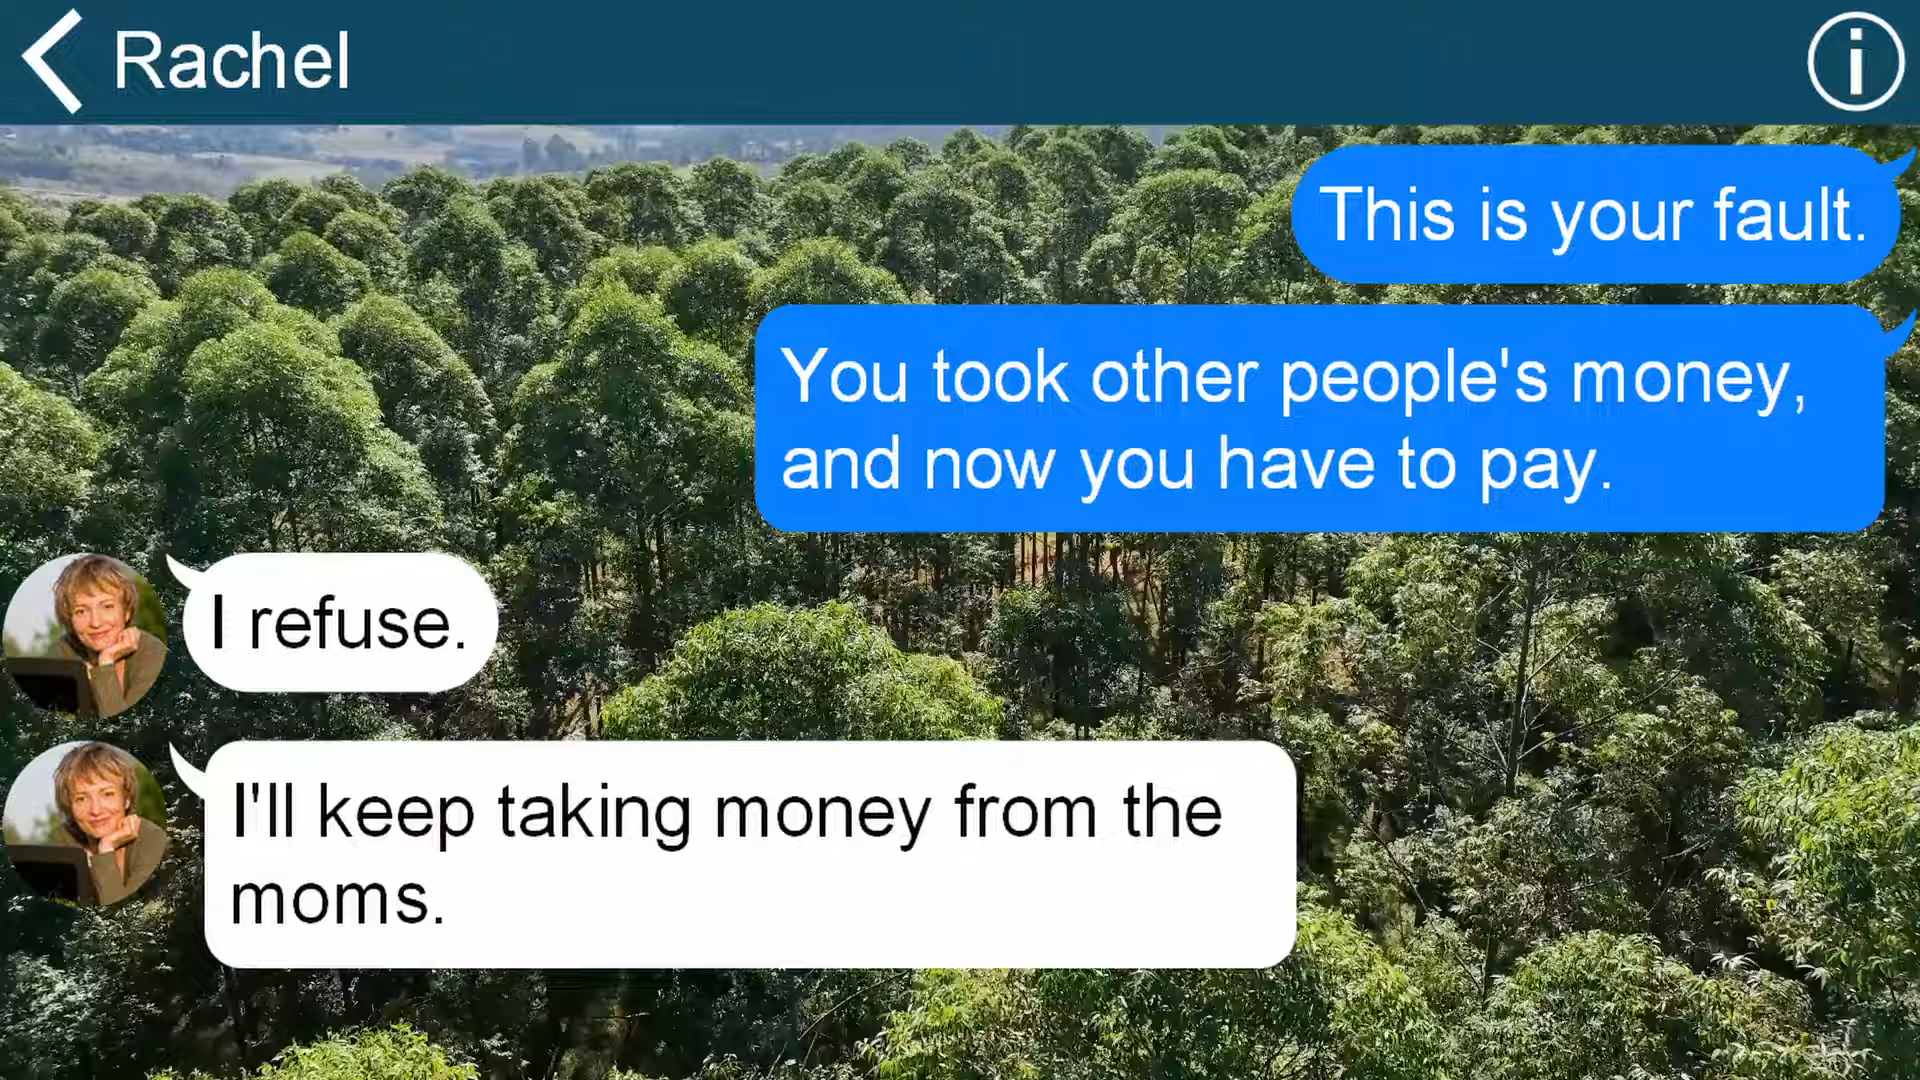 Rachel
This is your fault.
You took other people's money,
and now you have to pay.
I refuse.
I'll keep taking money from the
moms.